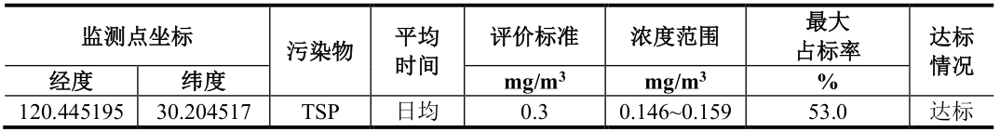 监测点坐标 污染物 平均时间 评价标准 浓度范围 最大占标率 达标情况
经度 纬度 mg/m³ mg/m³ %
120.445195 30.204517 TSP 日均 0.3 0.146~0.159 53.0 达标